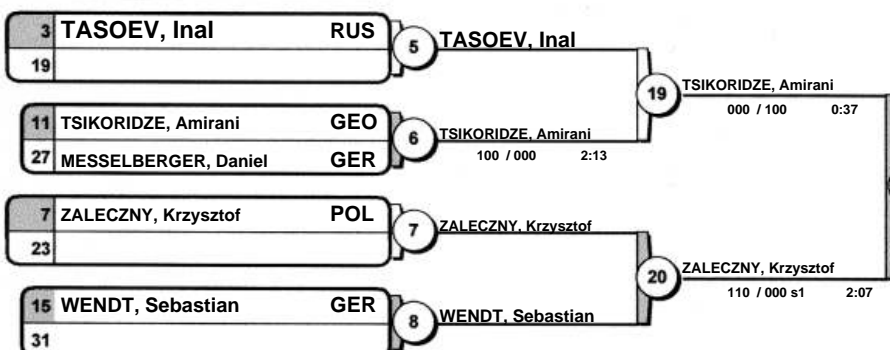 3 TASOEV, Inal RUS
19
5 TASOEV, Inal
11 TSIKORIDZE, Amirani GEO
27 MESSELBERGER, Daniel GER
6 TSIKORIDZE, Amirani
100 / 000 2:13
19 TSIKORIDZE, Amirani
000 / 100 0:37
7 ZALECZNY, Krzysztof POL
23
7 ZALECZNY, Krzysztof
15 WENDT, Sebastian GER
31
8 WENDT, Sebastian
20 ZALECZNY, Krzysztof
110 / 000 s1 2:07